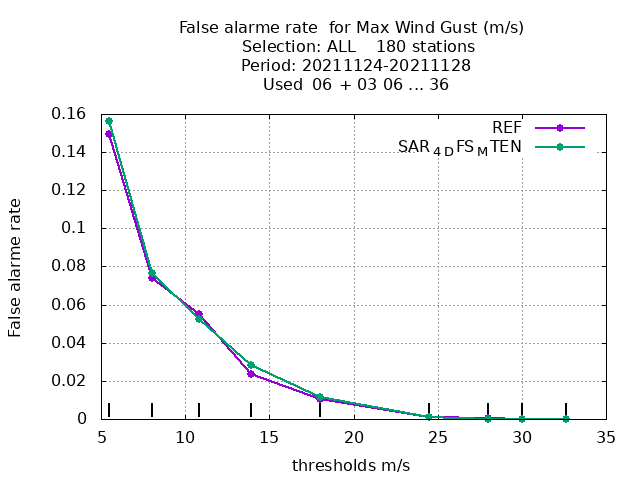 False alarme rate  for Max Wind Gust (m/s)
Selection: ALL    180 stations
Period: 20211124-20211128
Used  06  + 03 06 ... 36
0.16
0.14
0.12
0.1
0.08
0.06
0.04
0.02
0
False alarme rate
REF
SAR4DFSMTEN
5
10
15
20
25
30
35
thresholds m/s